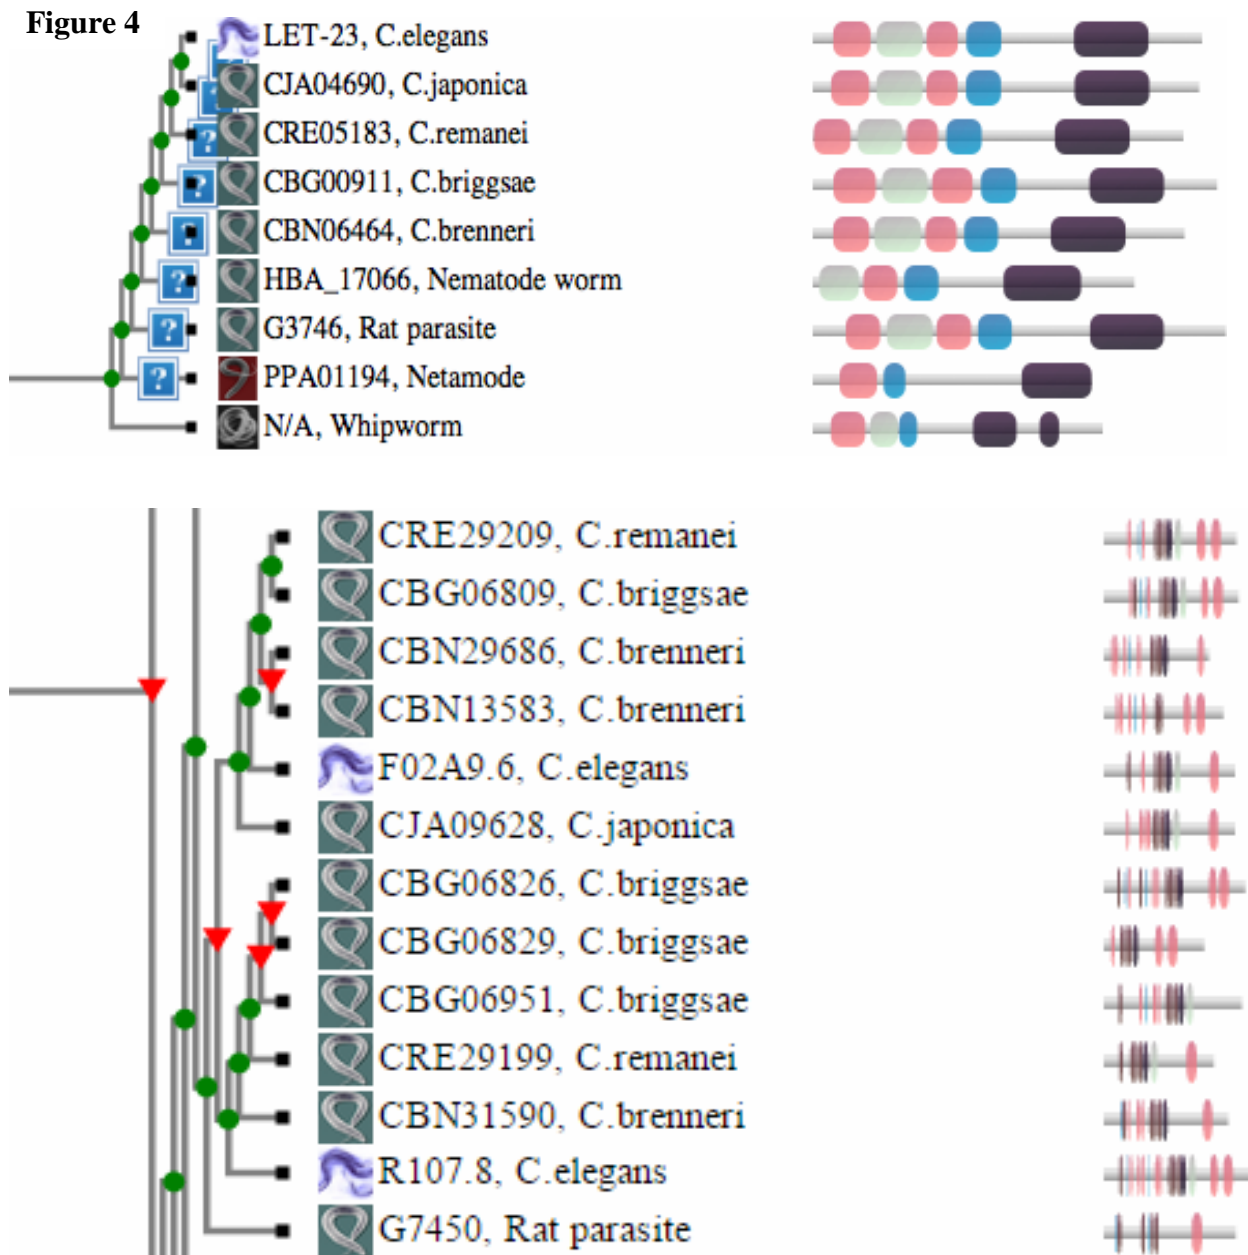 Figure 4
LET-23, C.elegans
CJA04690, C.japonica
CRE05183, C.remanei
CBG00911, C.briggsae
CBN06464, C.brenneri
HBA_17066, Nematode worm
G3746, Rat parasite
PPA01194, Netamode
N/A, Whipworm
?
?
?
?
?
?
?
?
CRE29209, C.remanei
CBG06809, C.briggsae
CBN29686, C.brenneri
CBN13583, C.brenneri
F02A9.6, C.elegans
CJA09628, C.japonica
CBG06826, C.briggsae
CBG06829, C.briggsae
CBG06951, C.briggsae
CRE29199, C.remanei
CBN31590, C.brenneri
R107.8, C.elegans
G7450, Rat parasite